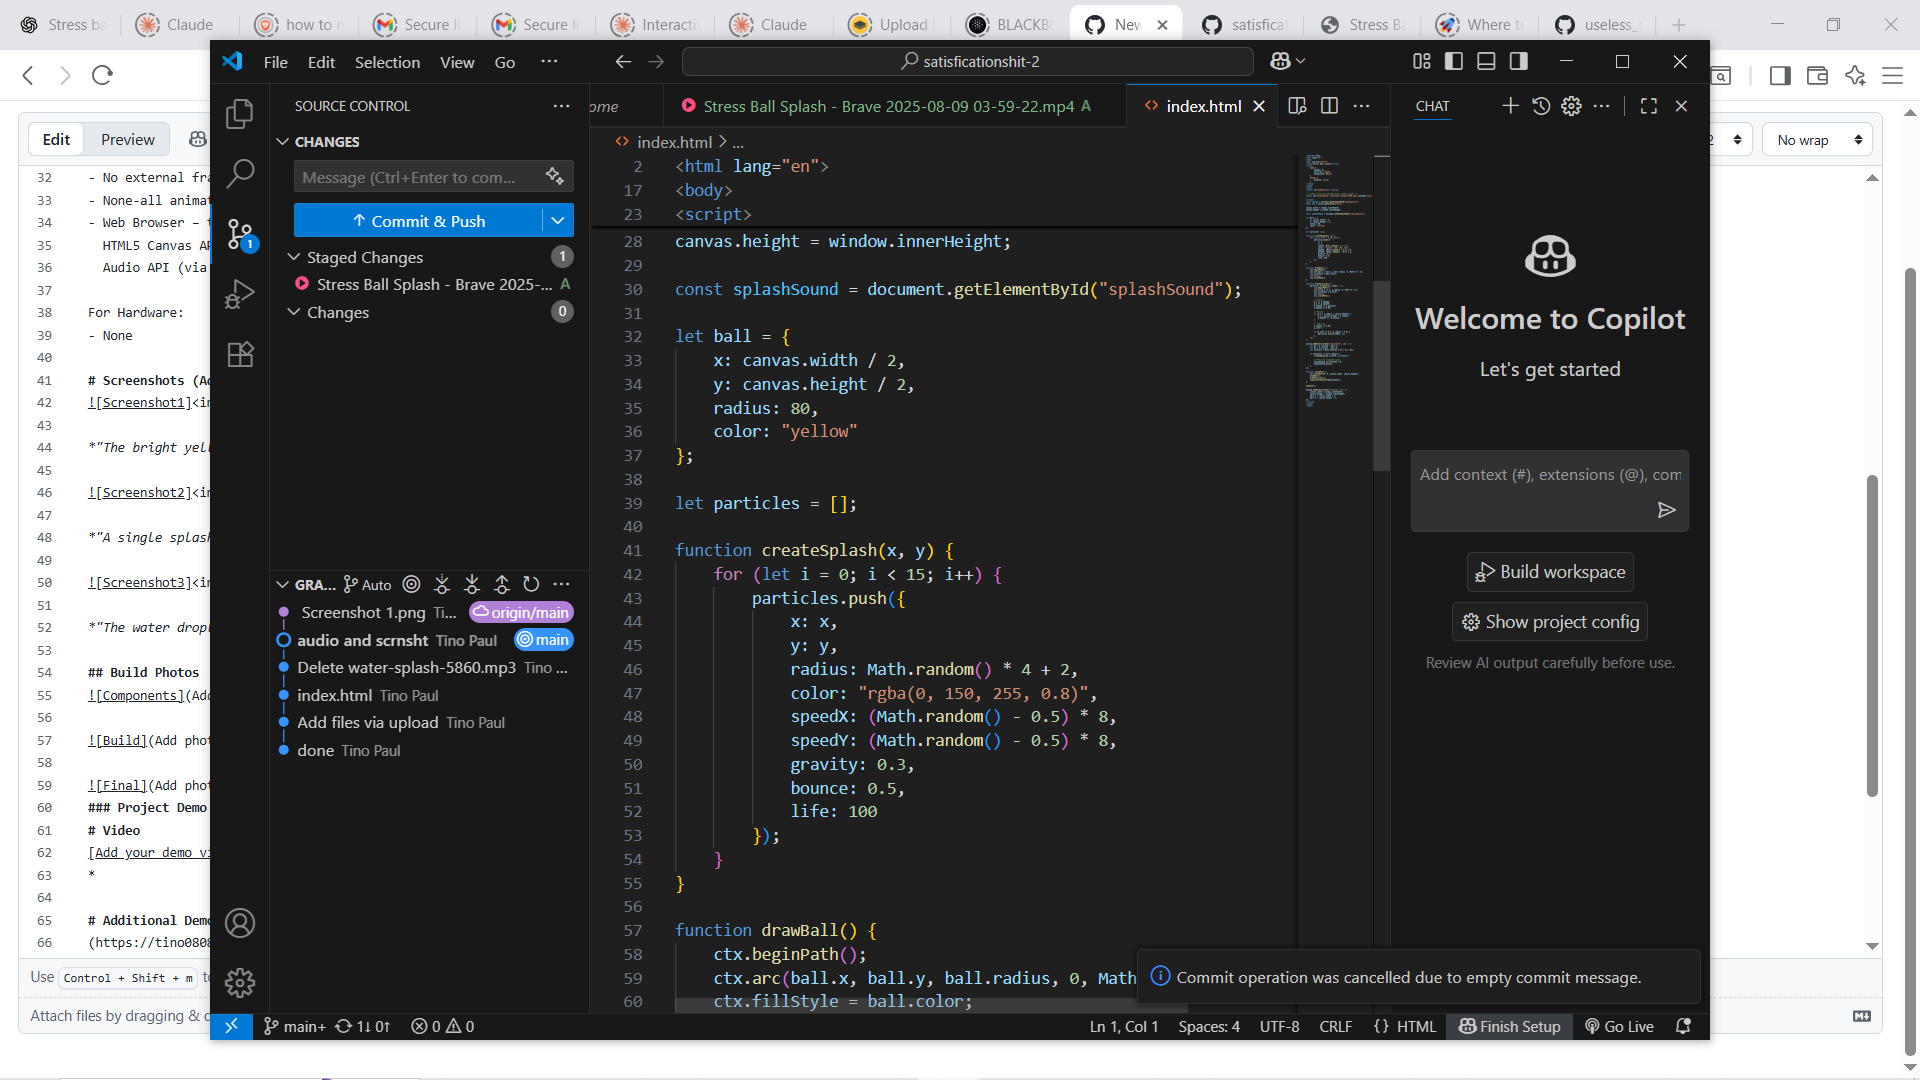 Stress ba
Claude
how to n
Secure li
Secure li
Interactiv
Claude
Upload
BLACKB
New
satisficat
Stress Ba
Where t
useless_
File Edit Selection View Go ···
satisficationshit-2
Edit Preview
No wrap
32 - No external fra
33 - None-all animat
34 - Web Browser –
35 HTML5 Canvas AP
36 Audio API (via
37
38 For Hardware:
39 - None
40
41 # Screenshots (Ad
42 ![Screenshot1]<in
43
44 *"The bright yell
45
46 ![Screenshot2]<in
47
48 *"A single splash
49
50 ![Screenshot3]<in
51
52 *"The water dropl
53
54 ## Build Photos
55 ![Components](Add
56
57 ![Build](Add phot
58
59 ![Final](Add phot
60 ### Project Demo
61 # Video
62 [Add your demo vi
63 *
64
65 # Additional Demo
66 (https://tino0808
Use Control + Shift + m to
Attach files by dragging & d
SOURCE CONTROL ···
CHANGES
Message (Ctrl+Enter to com...
Commit & Push
Staged Changes 1
Stress Ball Splash - Brave 2025-... A
Changes 0
1
GRA... Auto ···
Screenshot 1.png Ti... origin/main
audio and scrnsht Tino Paul main
Delete water-splash-5860.mp3 Tino ...
index.html Tino Paul
Add files via upload Tino Paul
done Tino Paul
ome
Stress Ball Splash - Brave 2025-08-09 03-59-22.mp4 A
index.html
index.html > ...
2 <html lang="en">
17 <body>
23 <script>
28 canvas.height = window.innerHeight;
29
30 const splashSound = document.getElementById("splashSound");
31
32 let ball = {
33 x: canvas.width / 2,
34 y: canvas.height / 2,
35 radius: 80,
36 color: "yellow"
37 };
38
39 let particles = [];
40
41 function createSplash(x, y) {
42 for (let i = 0; i < 15; i++) {
43 particles.push({
44 x: x,
45 y: y,
46 radius: Math.random() * 4 + 2,
47 color: "rgba(0, 150, 255, 0.8)",
48 speedX: (Math.random() - 0.5) * 8,
49 speedY: (Math.random() - 0.5) * 8,
50 gravity: 0.3,
51 bounce: 0.5,
52 life: 100
53 });
54 }
55 }
56
57 function drawBall() {
58 ctx.beginPath();
59 ctx.arc(ball.x, ball.y, ball.radius, 0, Math
60 ctx.fillStyle = ball.color;
CHAT
Welcome to Copilot
Let's get started
Add context (#), extensions (@), com
Build workspace
Show project config
Review AI output carefully before use.
Commit operation was cancelled due to empty commit message.
main+ 1↓ 0↑ 0 0
Ln 1, Col 1 Spaces: 4 UTF-8 CRLF {} HTML Finish Setup Go Live